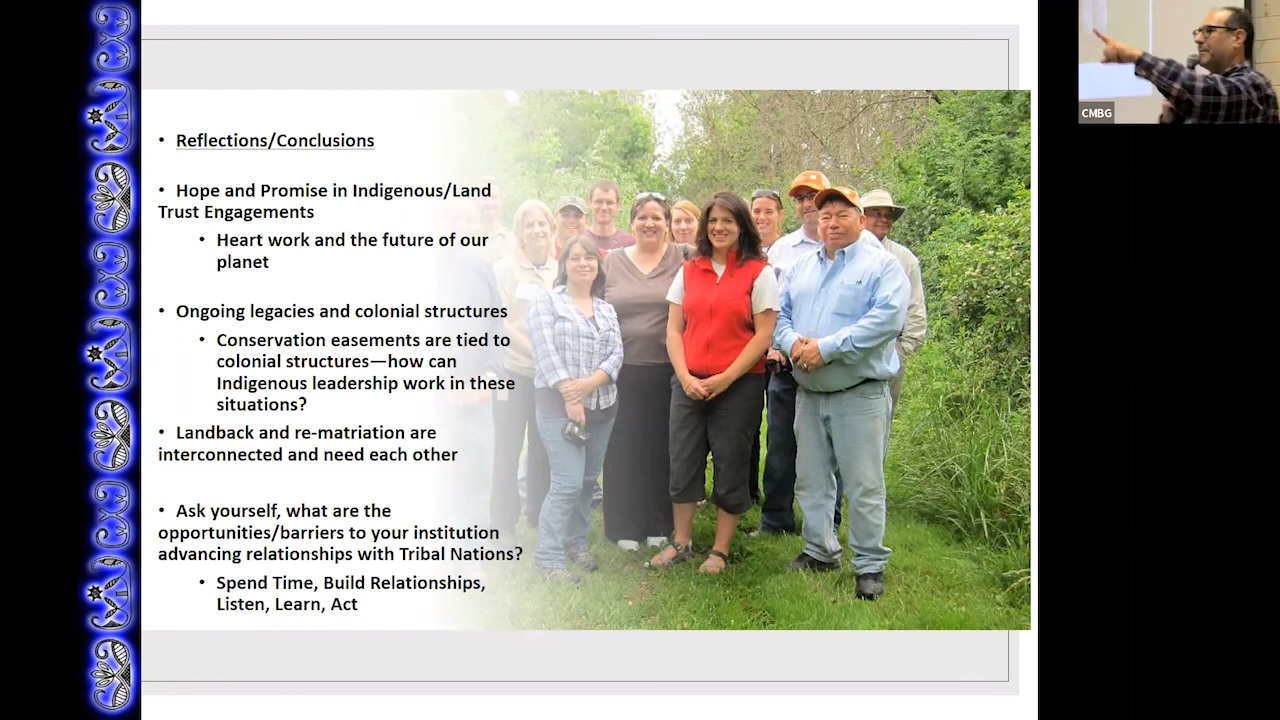 • Reflections/Conclusions
• Hope and Promise in Indigenous/Land
Trust Engagements
• Heart work and the future of our
planet
• Ongoing legacies and colonial structures
• Conservation easements are tied to
colonial structures—how can
Indigenous leadership work in these
situations?
• Landback and re-matriation are
interconnected and need each other
• Ask yourself, what are the
opportunities/barriers to your institution
advancing relationships with Tribal Nations?
• Spend Time, Build Relationships,
Listen, Learn, Act
CMBG